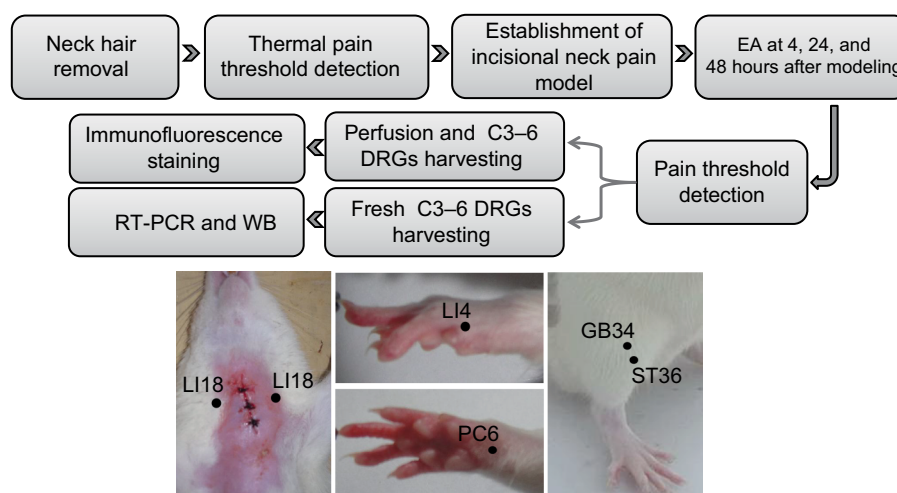 Neck hair
removal
Thermal pain
threshold detection
Establishment of
incisional neck pain
model
EA at 4, 24, and
48 hours after modeling
Immunofluorescence
staining
Perfusion and C3–6
DRGs harvesting
Pain threshold
detection
RT-PCR and WB
Fresh C3–6 DRGs
harvesting
LI18
LI18
LI4
PC6
GB34
ST36